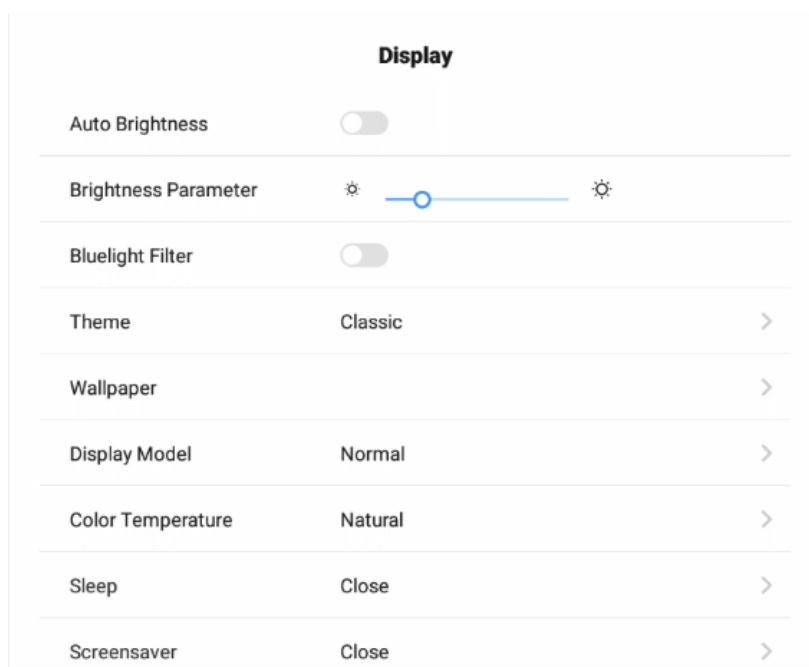 Display
Auto Brightness
Brightness Parameter
Bluelight Filter
Theme Classic
Wallpaper
Display Model Normal
Color Temperature Natural
Sleep Close
Screensaver Close